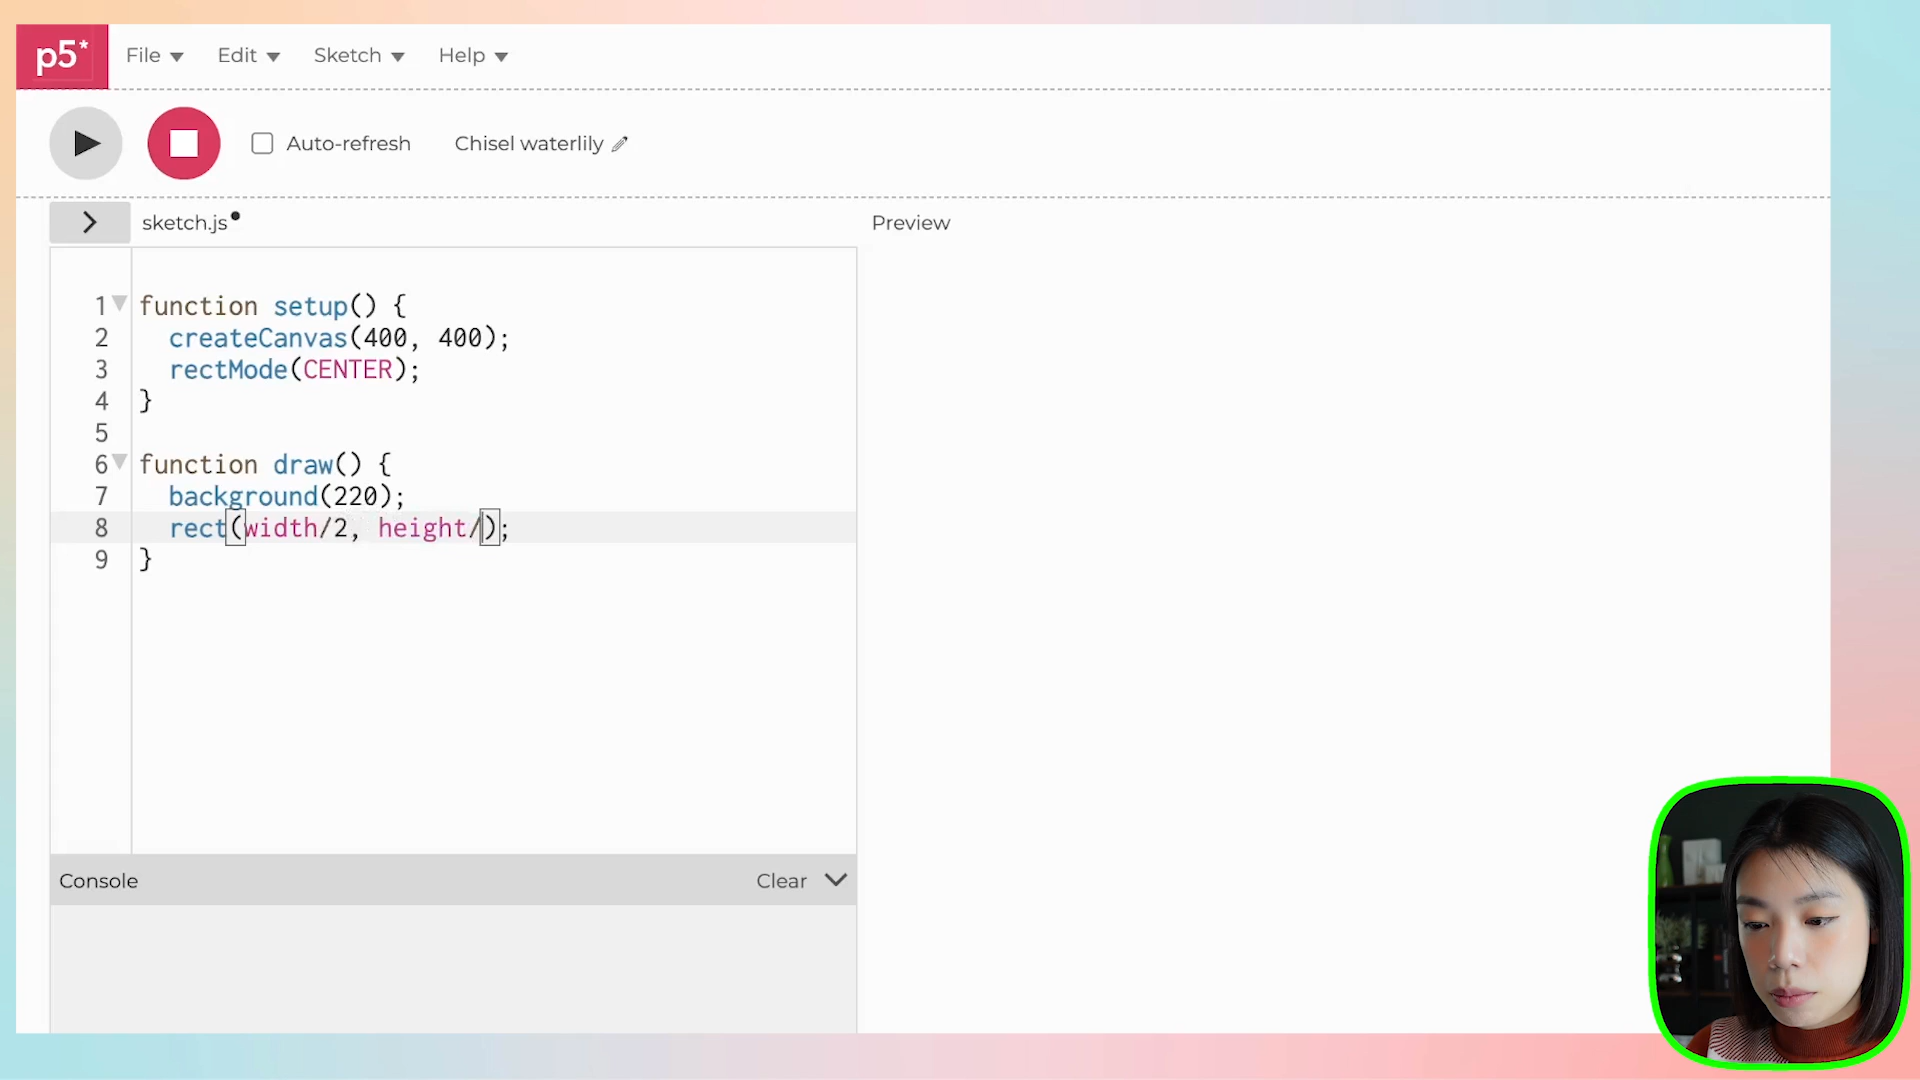 p5*
File Edit Sketch Help
Auto-refresh Chisel waterlily
sketch.js
Preview
1 function setup() {
2 createCanvas(400, 400);
3 rectMode(CENTER);
4 }
5
6 function draw() {
7 background(220);
8 rect(width/2, height/);
9 }
Console Clear